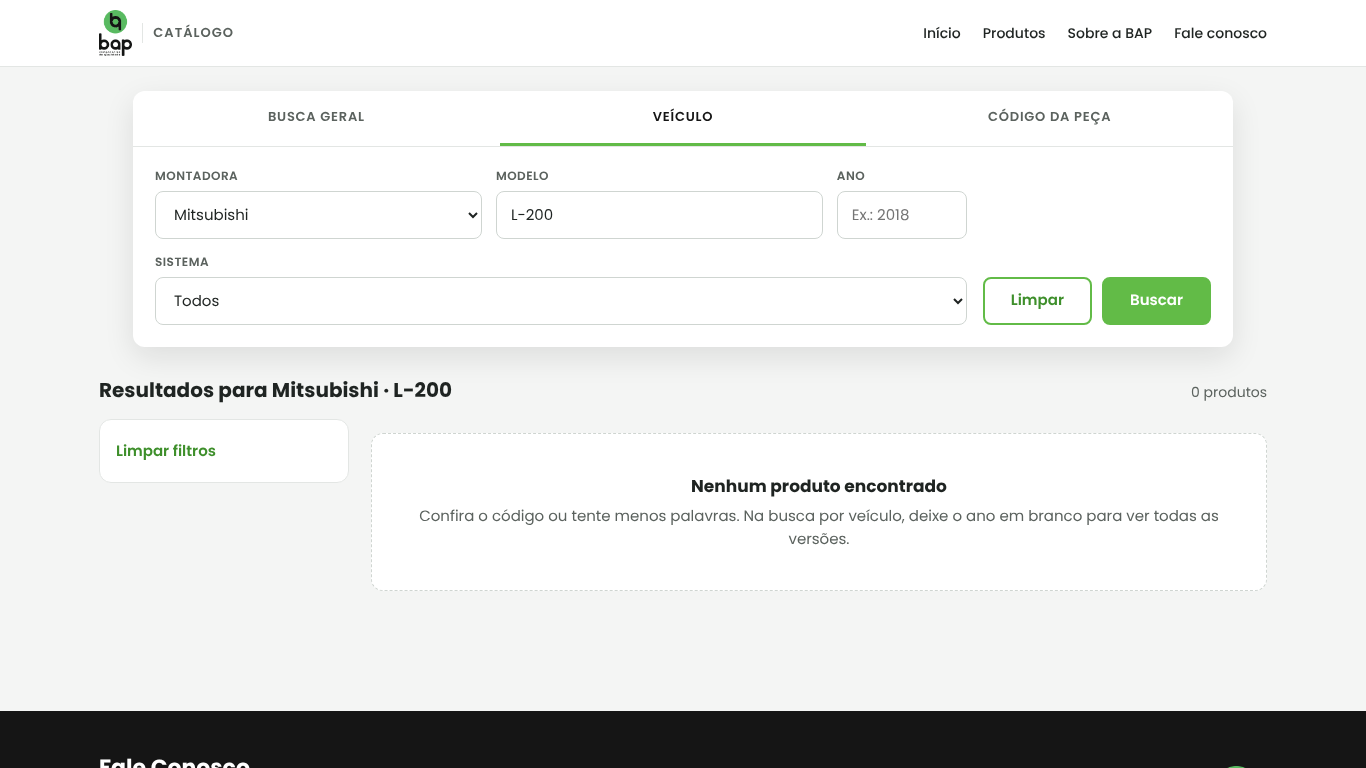 bap
CATÁLOGO
Início
Produtos
Sobre a BAP
Fale conosco
BUSCA GERAL
VEÍCULO
CÓDIGO DA PEÇA
MONTADORA
MODELO
ANO
Mitsubishi
L-200
Ex.: 2018
SISTEMA
Todos
Limpar
Buscar
Resultados para Mitsubishi · L-200
0 produtos
Limpar filtros
Nenhum produto encontrado
Confira o código ou tente menos palavras. Na busca por veículo, deixe o ano em branco para ver todas as
versões.
Fale Conosco